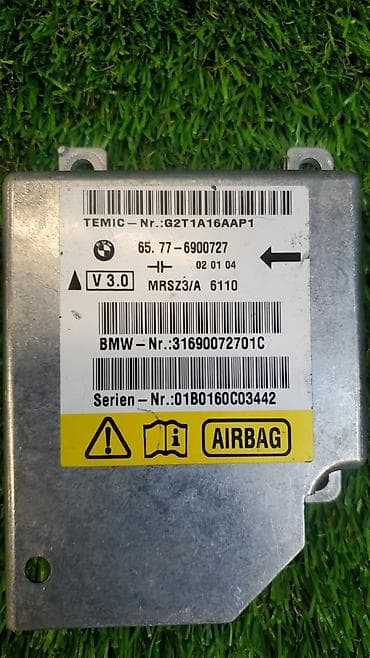 TEMIC-Nr.:G2T1A16AAP1
65.77-6900727
02 01 04
V 3.0 MRSZ3/A 6110
BMW-Nr.:31690072701C
Serien-Nr.:01B0160C03442
AIRBAG